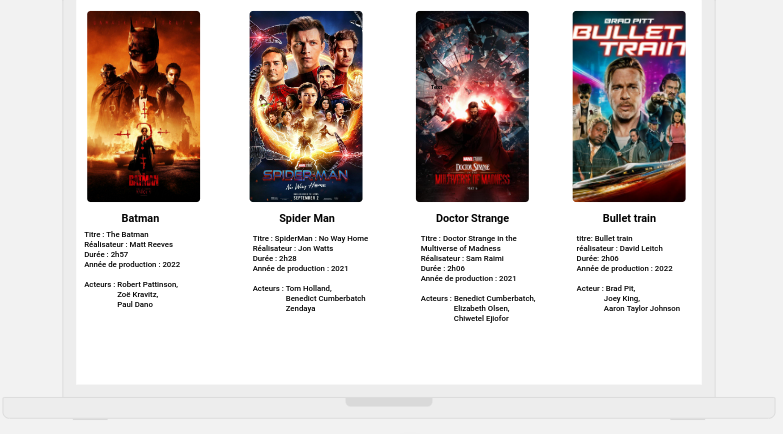 BRAD PITT
BULLET
TRAIN
Text
MARVEL STUDIOS
SPIDER-MAN
NO WAY HOME
SEPTEMBER 2
DOCTOR STRANGE
MULTIVERSE OF MADNESS
MAY 6
THE
BATMAN
Batman
Titre : The Batman
Réalisateur : Matt Reeves
Durée : 2h57
Année de production : 2022
Acteurs : Robert Pattinson,
Zoë Kravitz,
Paul Dano
Spider Man
Titre : SpiderMan : No Way Home
Réalisateur : Jon Watts
Durée : 2h28
Année de production : 2021
Acteurs : Tom Holland,
Benedict Cumberbatch
Zendaya
Doctor Strange
Titre : Doctor Strange in the
Multiverse of Madness
Réalisateur : Sam Raimi
Durée : 2h06
Année de production : 2021
Acteurs : Benedict Cumberbatch,
Elizabeth Olsen,
Chiwetel Ejiofor
Bullet train
titre: Bullet train
réalisateur : David Leitch
Durée: 2h06
Année de production : 2022
Acteur : Brad Pit,
Joey King,
Aaron Taylor Johnson